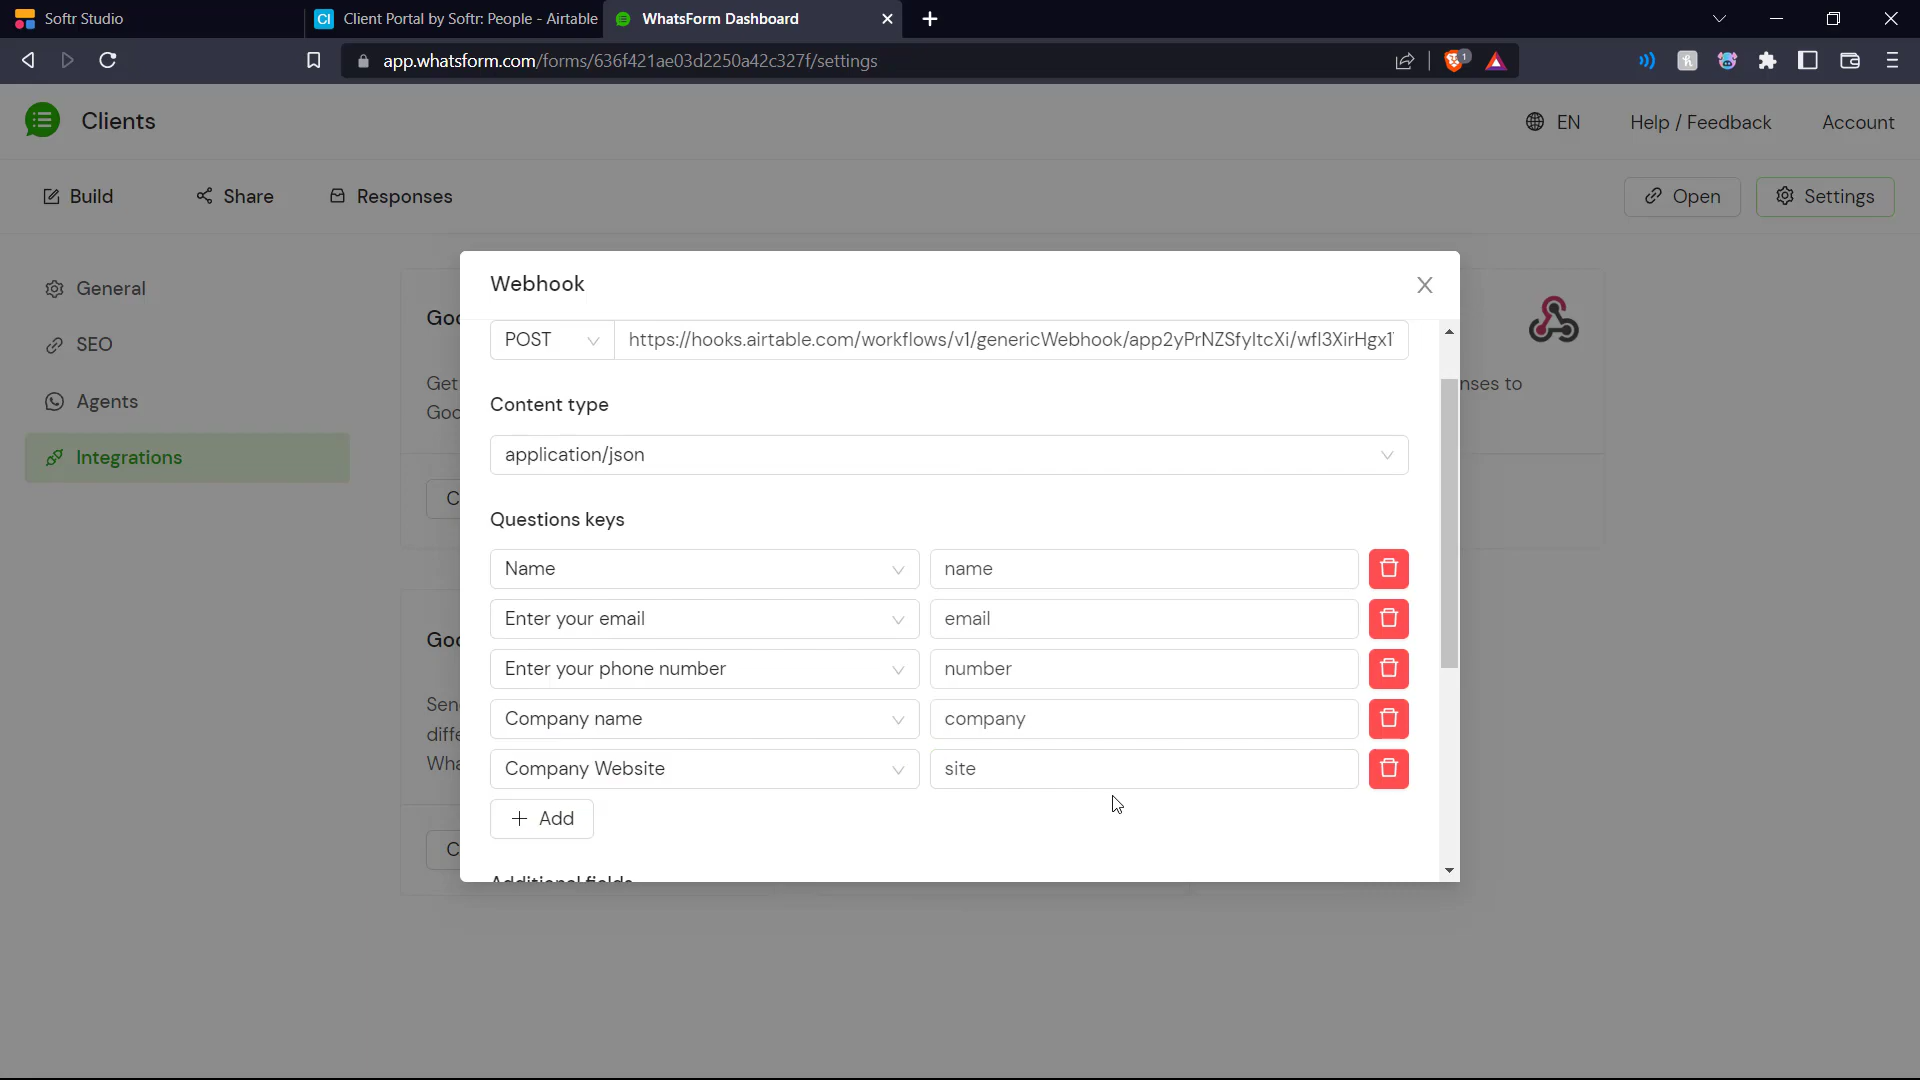 Softr Studio
CI Client Portal by Softr: People - Airtable
WhatsForm Dashboard
app.whatsform.com/forms/636f421ae03d2250a42c327f/settings
1
Clients
EN
Help / Feedback
Account
Build
Share
Responses
Open
Settings
General
SEO
Agents
Integrations
Goo
Get
Goo
C
nses to
Goo
Sen
diffe
Wha
C
Webhook
POST
https://hooks.airtable.com/workflows/v1/genericWebhook/app2yPrNZSfyItcXi/wfl3XirHgx1
Content type
application/json
Questions keys
Name
name
Enter your email
email
Enter your phone number
number
Company name
company
Company Website
site
+ Add
Additional fields